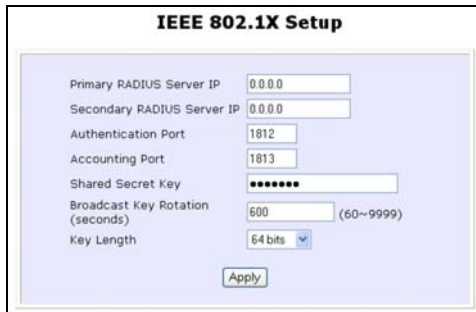 IEEE 802.1X Setup
Primary RADIUS Server IP 0.0.0.0
Secondary RADIUS Server IP 0.0.0.0
Authentication Port 1812
Accounting Port 1813
Shared Secret Key ●●●●●●●
Broadcast Key Rotation
(seconds) 600 (60~9999)
Key Length 64 bits
Apply